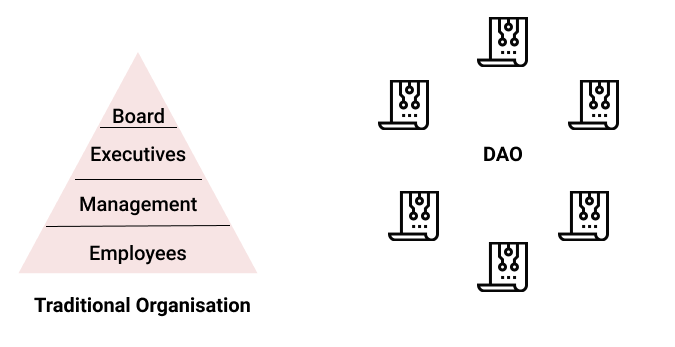 Board
Executives
Management
Employees
Traditional Organisation
DAO